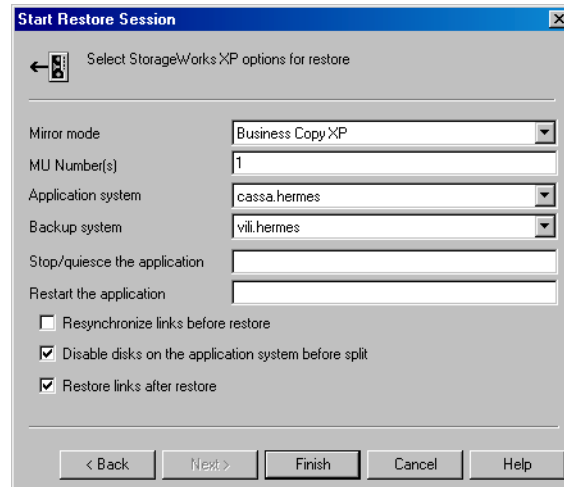 Start Restore Session
Select StorageWorks XP options for restore
Mirror mode
Business Copy XP
MU Number(s)
1
Application system
cassa.hermes
Backup system
vili.hermes
Stop/quiesce the application
Restart the application
Resynchronize links before restore
Disable disks on the application system before split
Restore links after restore
< Back Next > Finish Cancel Help